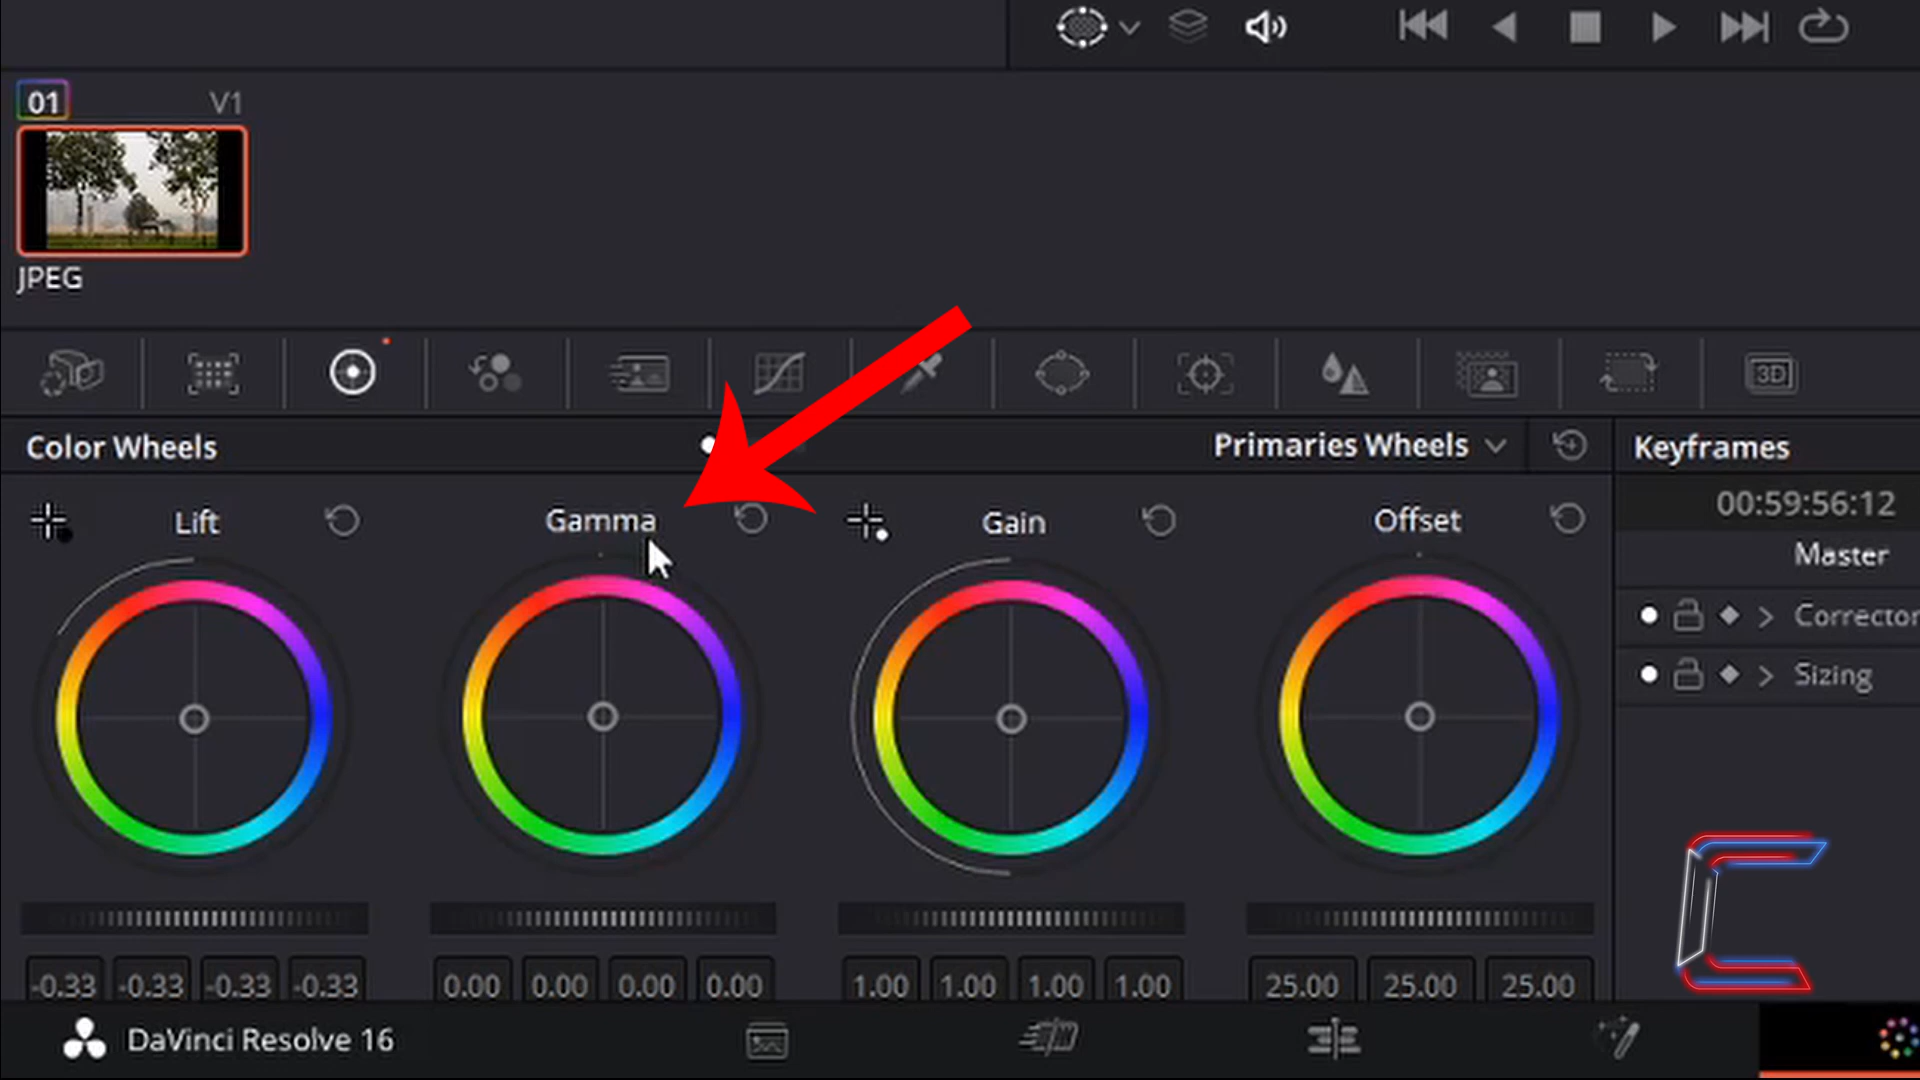 01 V1
JPEG
3D
Color Wheels Primaries Wheels Keyframes
00:59:56:12
Lift Gamma Gain Offset
Master
Corrector
Sizing
-0.33 -0.33 -0.33 -0.33 0.00 0.00 0.00 0.00 1.00 1.00 1.00 1.00 25.00 25.00 25.00
DaVinci Resolve 16